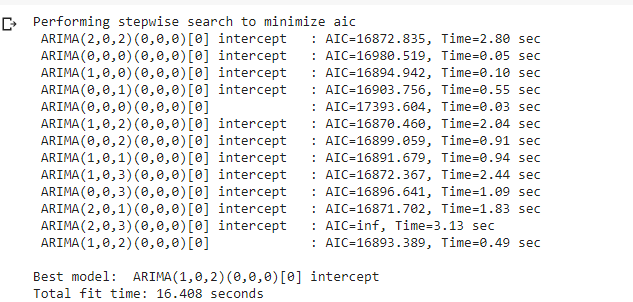 Performing stepwise search to minimize aic
ARIMA(2,0,2)(0,0,0)[0] intercept   : AIC=16872.835, Time=2.80 sec
ARIMA(0,0,0)(0,0,0)[0] intercept   : AIC=16980.519, Time=0.05 sec
ARIMA(1,0,0)(0,0,0)[0] intercept   : AIC=16894.942, Time=0.10 sec
ARIMA(0,0,1)(0,0,0)[0] intercept   : AIC=16903.756, Time=0.55 sec
ARIMA(0,0,0)(0,0,0)[0]             : AIC=17393.604, Time=0.03 sec
ARIMA(1,0,2)(0,0,0)[0] intercept   : AIC=16870.460, Time=2.04 sec
ARIMA(0,0,2)(0,0,0)[0] intercept   : AIC=16899.059, Time=0.91 sec
ARIMA(1,0,1)(0,0,0)[0] intercept   : AIC=16891.679, Time=0.94 sec
ARIMA(1,0,3)(0,0,0)[0] intercept   : AIC=16872.367, Time=2.44 sec
ARIMA(0,0,3)(0,0,0)[0] intercept   : AIC=16896.641, Time=1.09 sec
ARIMA(2,0,1)(0,0,0)[0] intercept   : AIC=16871.702, Time=1.83 sec
ARIMA(2,0,3)(0,0,0)[0] intercept   : AIC=inf, Time=3.13 sec
ARIMA(1,0,2)(0,0,0)[0]             : AIC=16893.389, Time=0.49 sec
Best model:  ARIMA(1,0,2)(0,0,0)[0] intercept
Total fit time: 16.408 seconds